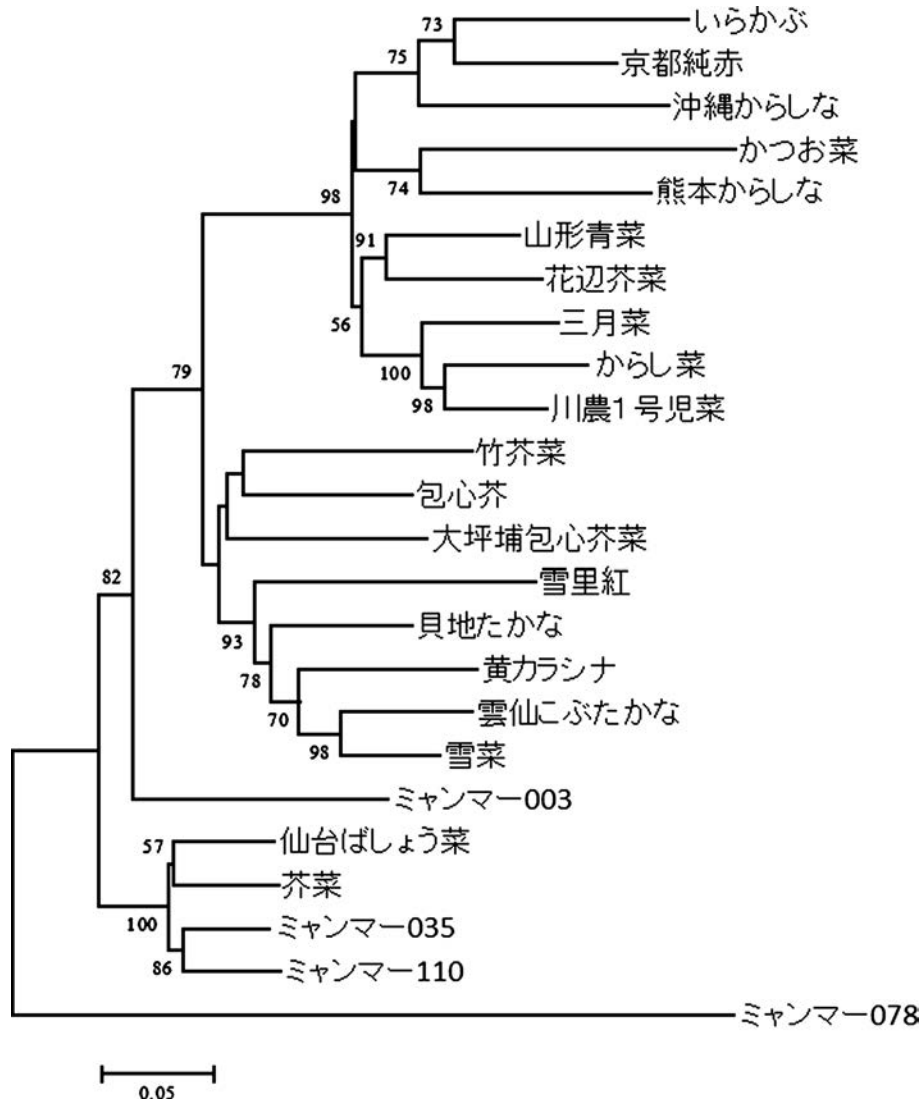 73
いらかぶ
75
京都純赤
沖縄からしな
かつお菜
74
熊本からしな
98
91
山形青菜
花辺芥菜
56
三月菜
100
からし菜
98
川農1号児菜
79
竹芥菜
包心芥
大坪埔包心芥菜
82
雪里紅
93
貝地たかな
78
黄カラシナ
70
雲仙こぶたかな
98
雪菜
ミャンマー003
57
仙台ばしょう菜
芥菜
100
ミャンマー035
86
ミャンマー110
ミャンマー078
0.05